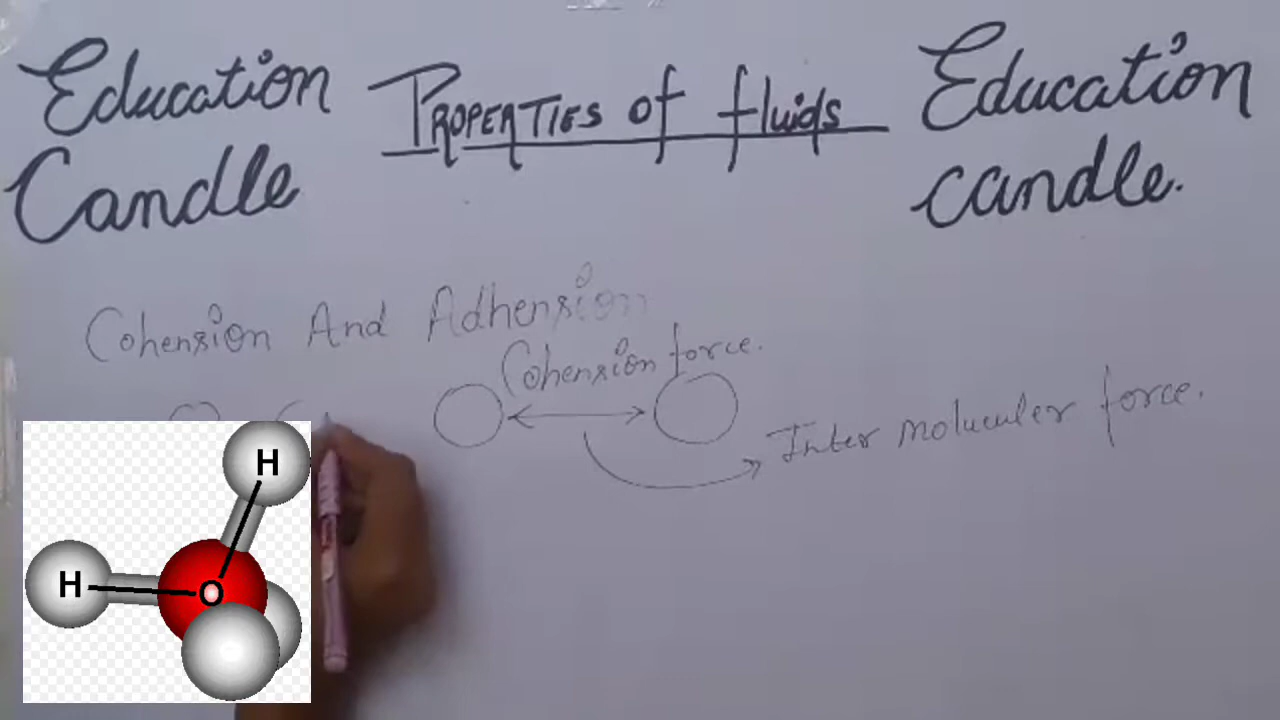 Education
Candle
PROPERTIES of fluids
Education
candle.
Cohension And Adhension
Cohension force.
Inter moluculer force.
H
H
O